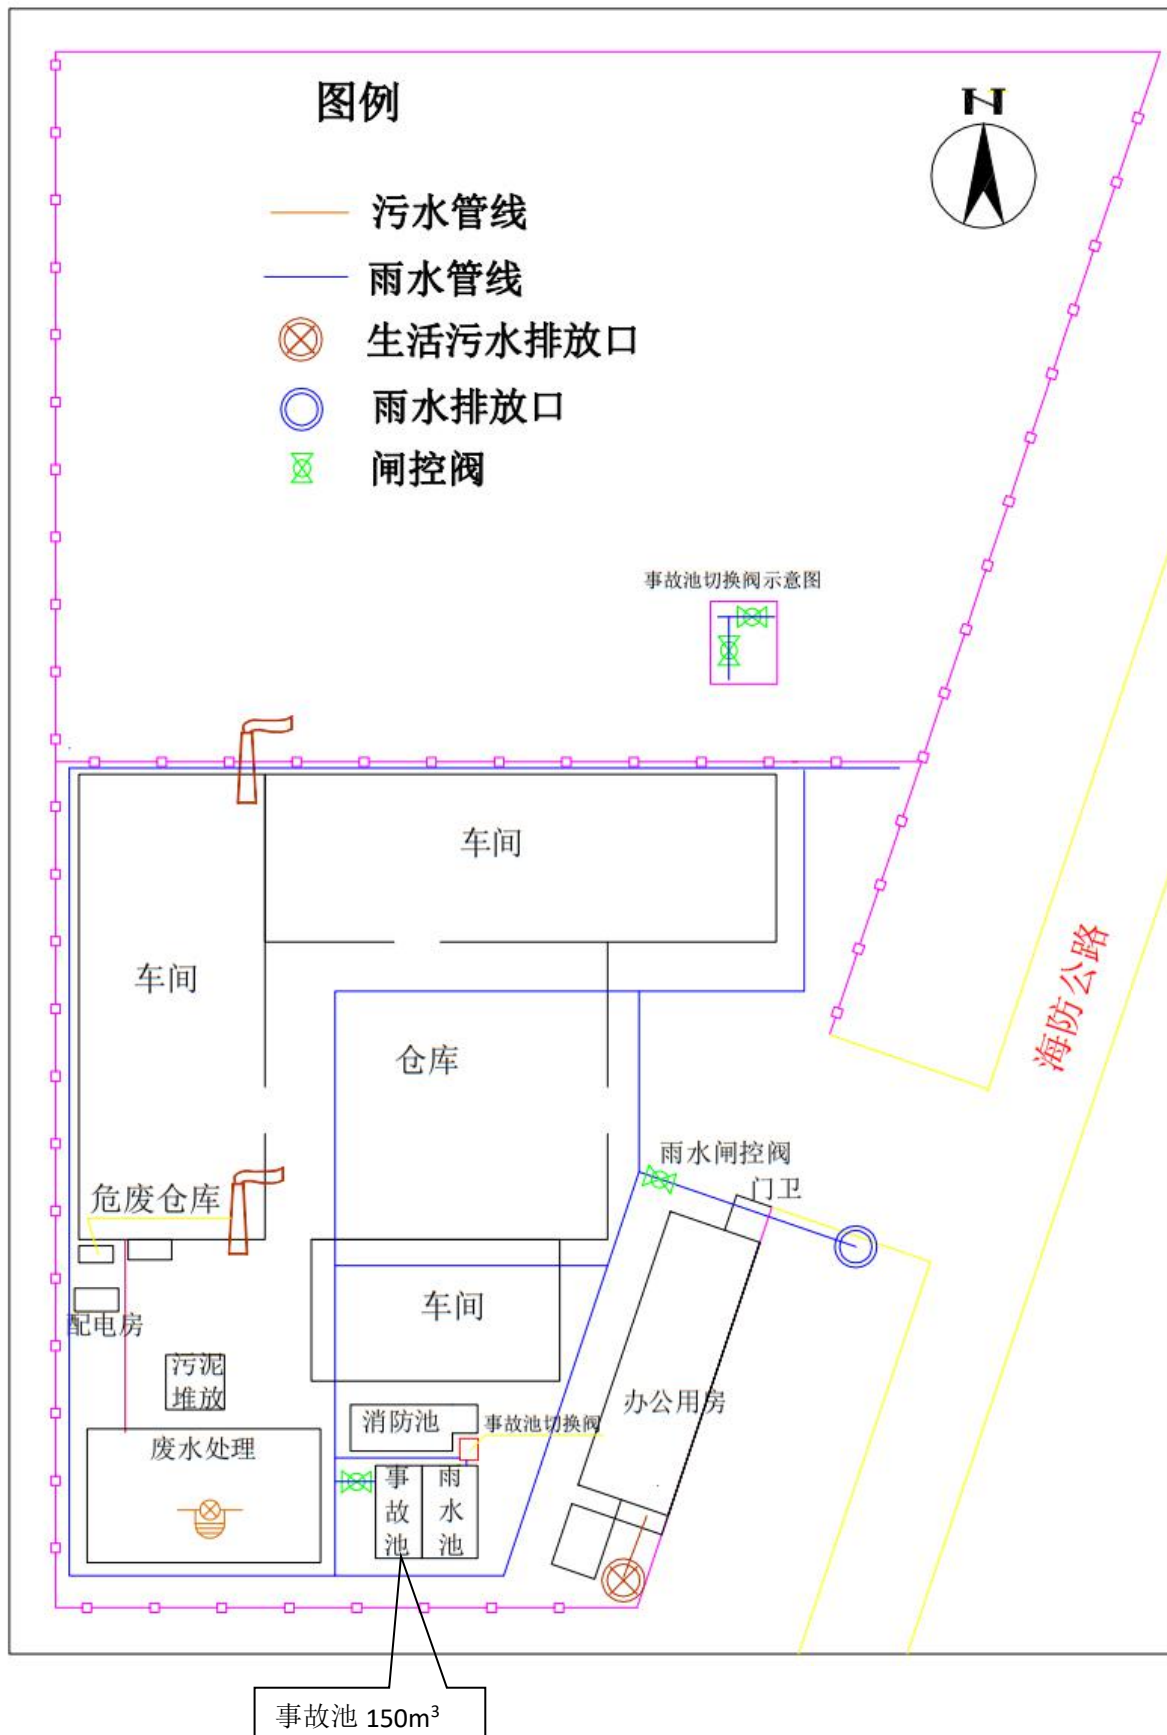 图例
N
污水管线
雨水管线
生活污水排放口
雨水排放口
闸控阀
事故池切换阀示意图
车间
车间
海防公路
仓库
雨水闸控阀
门卫
危废仓库
车间
配电房
污泥
堆放
办公用房
消防池
事故池切换阀
废水处理
事故池
雨水池
事故池 150m³